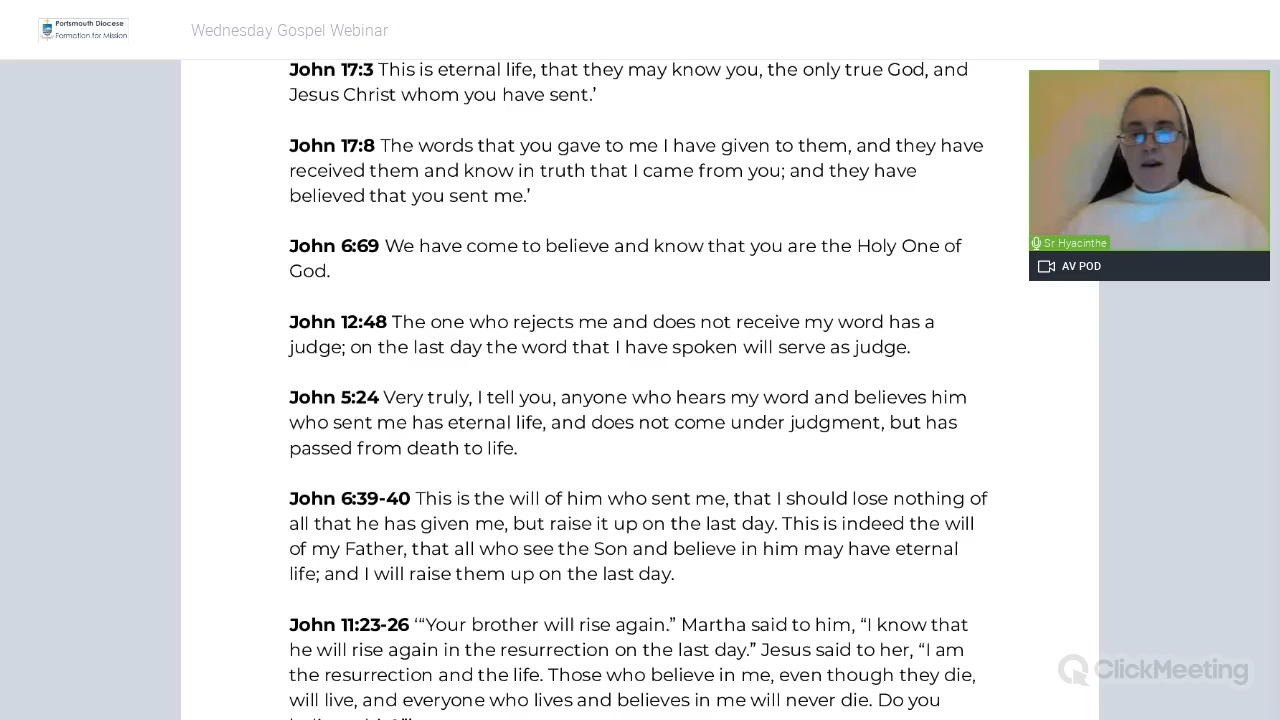 Portsmouth Diocese
Formation for Mission
Wednesday Gospel Webinar
John 17:3 This is eternal life, that they may know you, the only true God, and
Jesus Christ whom you have sent.’
John 17:8 The words that you gave to me I have given to them, and they have
received them and know in truth that I came from you; and they have
believed that you sent me.’
John 6:69 We have come to believe and know that you are the Holy One of
God.
John 12:48 The one who rejects me and does not receive my word has a
judge; on the last day the word that I have spoken will serve as judge.
John 5:24 Very truly, I tell you, anyone who hears my word and believes him
who sent me has eternal life, and does not come under judgment, but has
passed from death to life.
John 6:39-40 This is the will of him who sent me, that I should lose nothing of
all that he has given me, but raise it up on the last day. This is indeed the will
of my Father, that all who see the Son and believe in him may have eternal
life; and I will raise them up on the last day.
John 11:23-26 ‘“Your brother will rise again.” Martha said to him, “I know that
he will rise again in the resurrection on the last day.” Jesus said to her, “I am
the resurrection and the life. Those who believe in me, even though they die,
will live, and everyone who lives and believes in me will never die. Do you
Sr Hyacinthe
AV POD
ClickMeeting